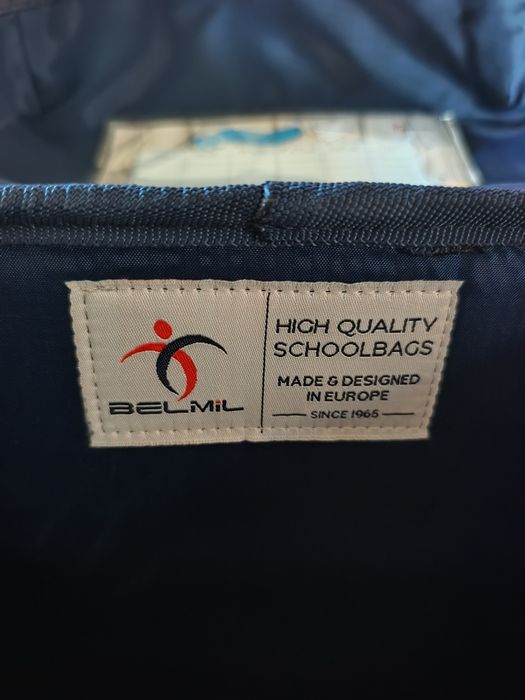 BELMiL
HIGH QUALITY
SCHOOLBAGS
MADE & DESIGNED
IN EUROPE
SINCE 1965